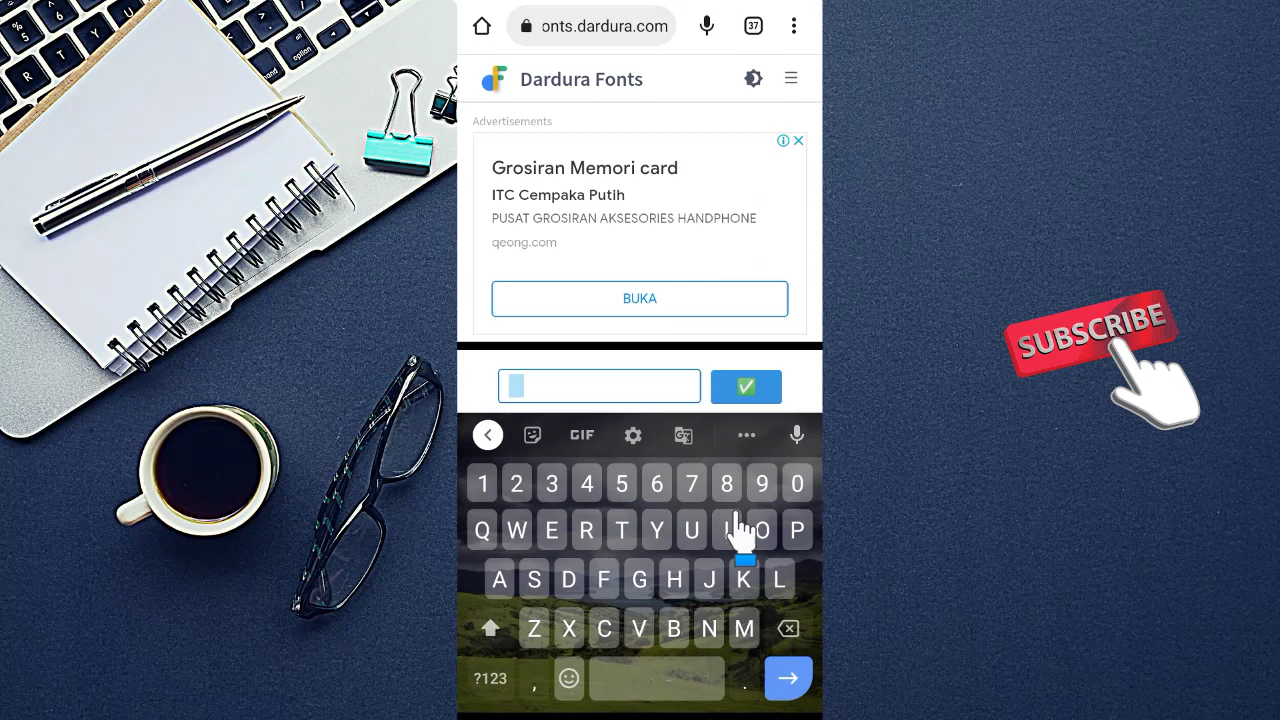 onts.dardura.com
37
Dardura Fonts
Advertisements
Grosiran Memori card
ITC Cempaka Putih
PUSAT GROSIRAN AKSESORIES HANDPHONE
qeong.com
BUKA
SUBSCRIBE
GIF
1 2 3 4 5 6 7 8 9 0
Q W E R T Y U I O P
A S D F G H J K L
Z X C V B N M
?123 , .